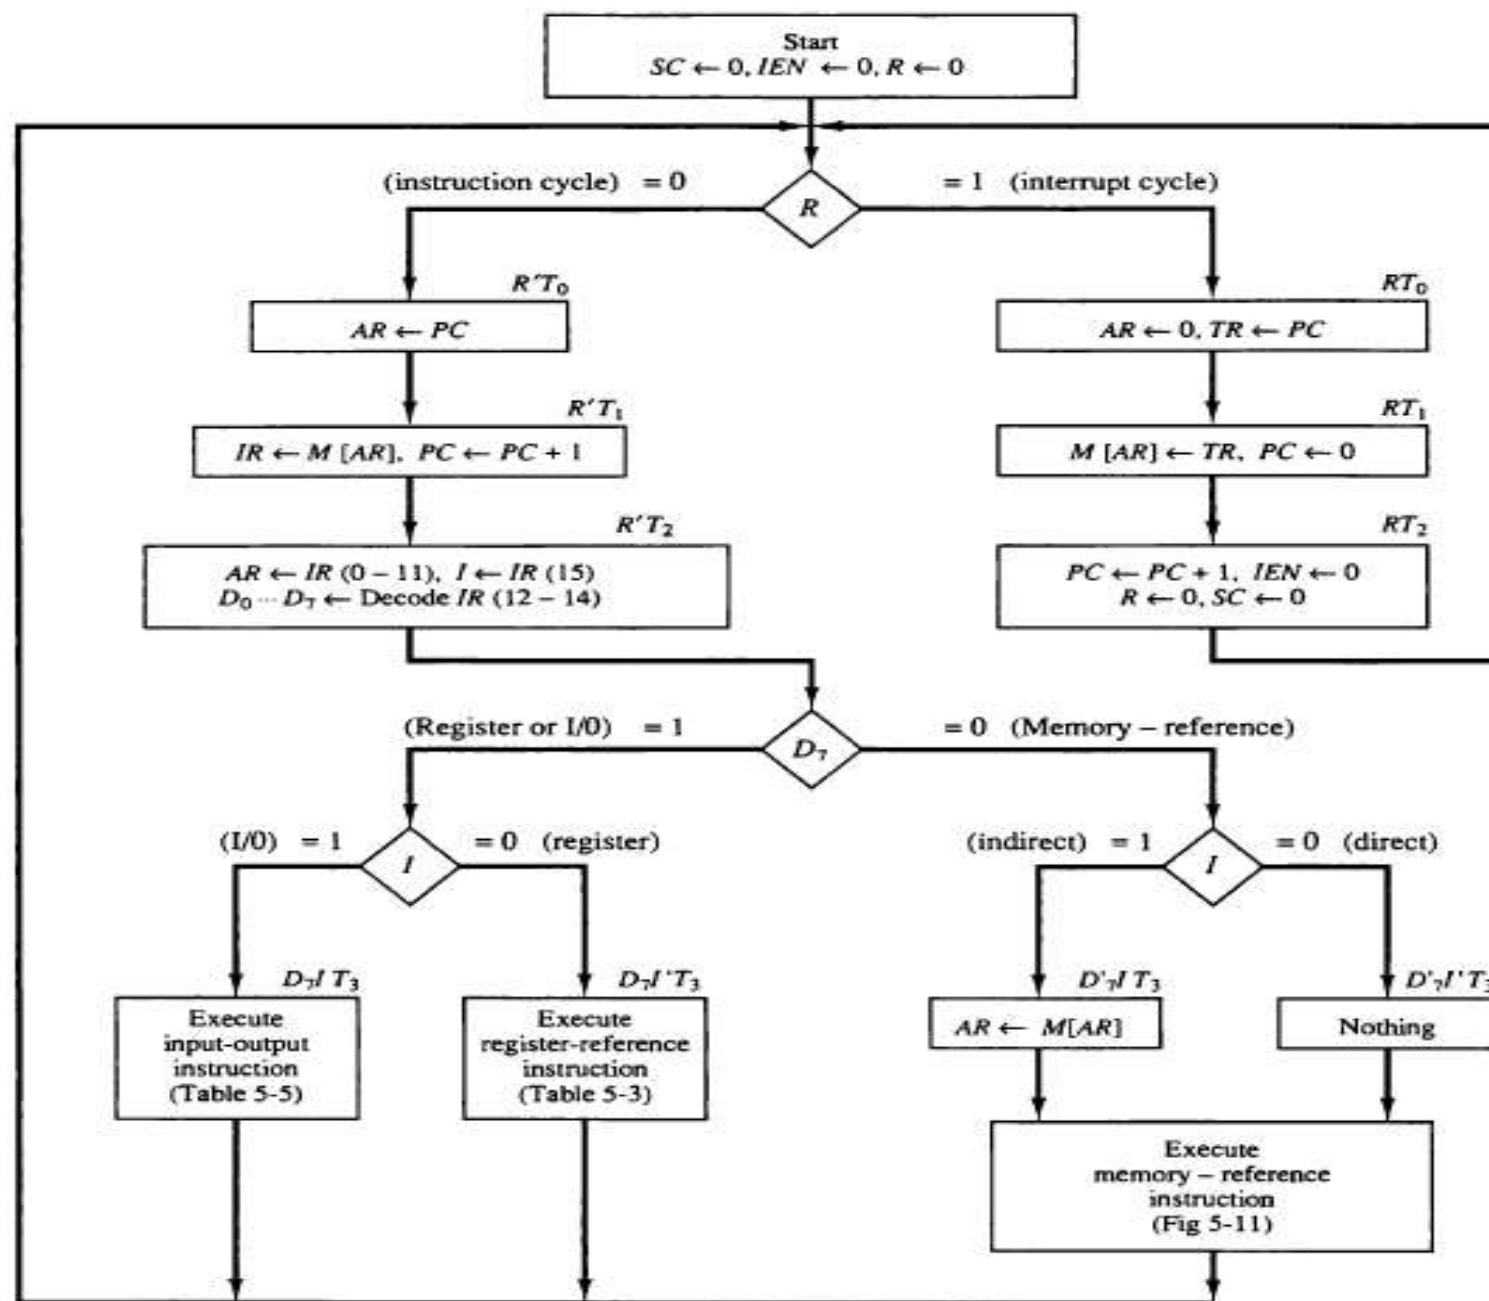 Start
SC ← 0, IEN ← 0, R ← 0
(instruction cycle) = 0
= 1 (interrupt cycle)
R
R'T₀
AR ← PC
RT₀
AR ← 0, TR ← PC
R'T₁
IR ← M [AR], PC ← PC + 1
RT₁
M [AR] ← TR, PC ← 0
R'T₂
AR ← IR (0 – 11), I ← IR (15)
D₀ ··· D₇ ← Decode IR (12 – 14)
RT₂
PC ← PC + 1, IEN ← 0
R ← 0, SC ← 0
(Register or I/0) = 1
= 0 (Memory – reference)
D₇
(I/0) = 1
= 0 (register)
I
(indirect) = 1
= 0 (direct)
I
D₇I T₃
Execute
input-output
instruction
(Table 5-5)
D₇I'T₃
Execute
register-reference
instruction
(Table 5-3)
D'₇I T₃
AR ← M[AR]
D'₇I'T₃
Nothing
Execute
memory – reference
instruction
(Fig 5-11)